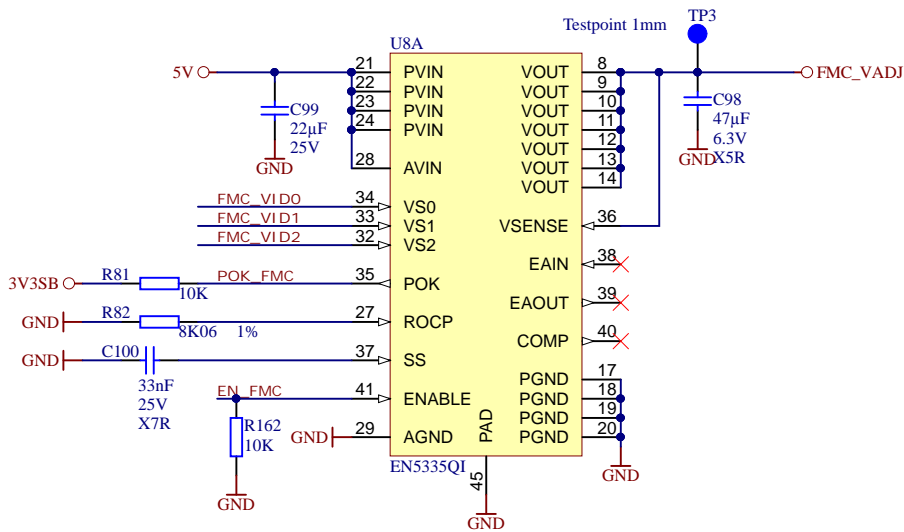 TP3
Testpoint 1mm
U8A
5V
21 PVIN VOUT 8
FMC_VADJ
22 PVIN VOUT 9
23 PVIN VOUT 10
24 PVIN VOUT 11
VOUT 12
28 AVIN VOUT 13
VOUT 14
C99
22µF
25V
GND
C98
47µF
6.3V
GND X5R
FMC_VID0 34 VS0
FMC_VID1 33 VS1 VSENSE 36
FMC_VID2 32 VS2
EAIN 38
3V3SB R81 10K POK_FMC 35 POK
EAOUT 39
GND R82 8K06 1% 27 ROCP
COMP 40
GND C100 37 SS
33nF
25V
X7R
PGND 17
EN_FMC 41 ENABLE PGND 18
PGND 19
GND 29 AGND PGND 20
R162
10K
GND
PAD
EN5335QI
45
GND
GND